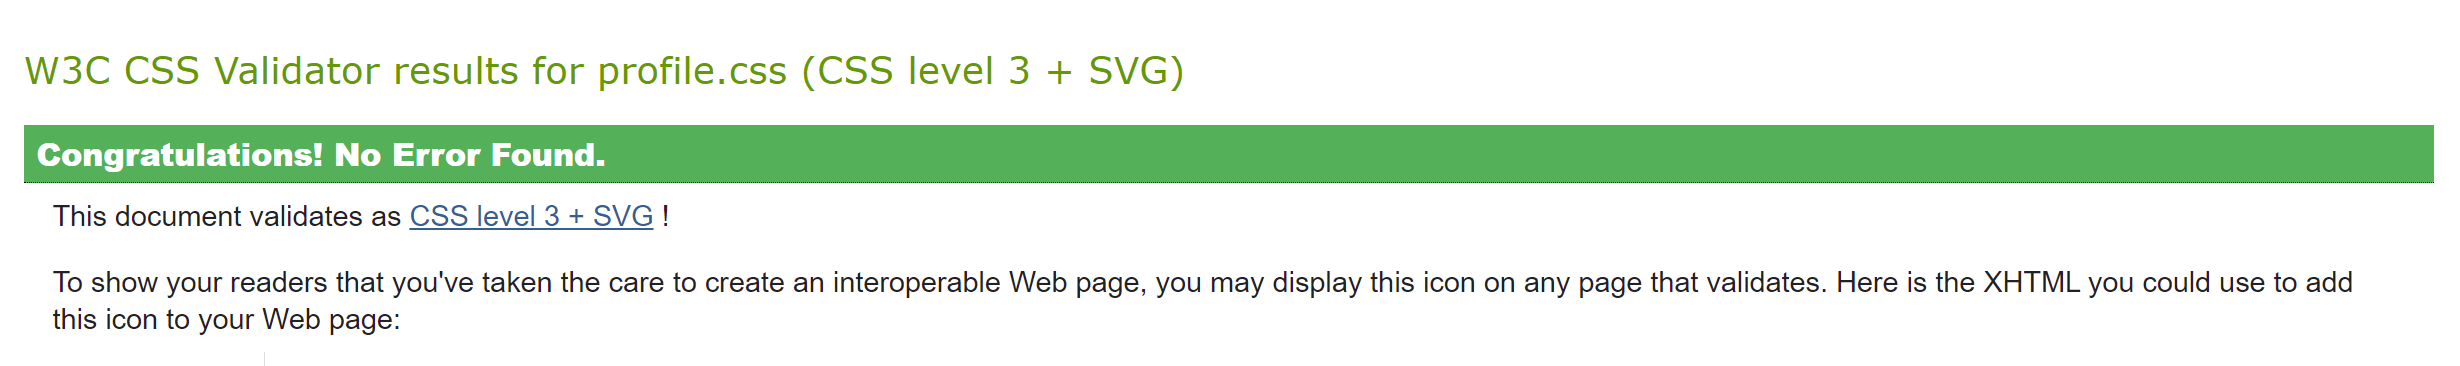 W3C CSS Validator results for profile.css (CSS level 3 + SVG)
Congratulations! No Error Found.
This document validates as CSS level 3 + SVG !
To show your readers that you've taken the care to create an interoperable Web page, you may display this icon on any page that validates. Here is the XHTML you could use to add
this icon to your Web page: